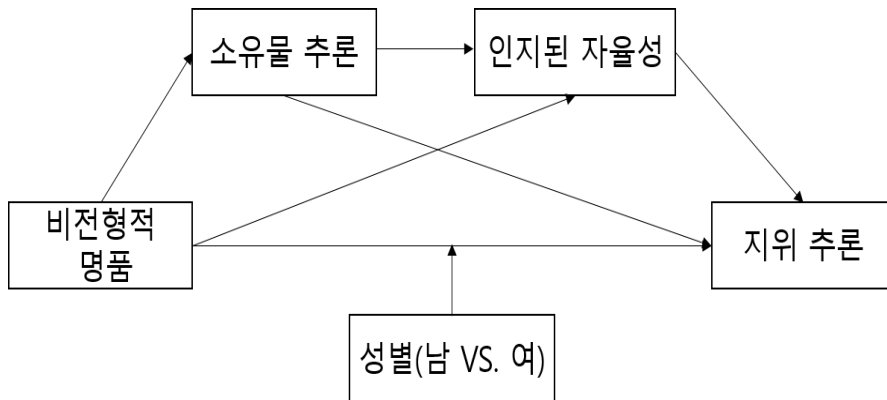 소유물 추론
인지된 자율성
비전형적
명품
지위 추론
성별(남 VS. 여)